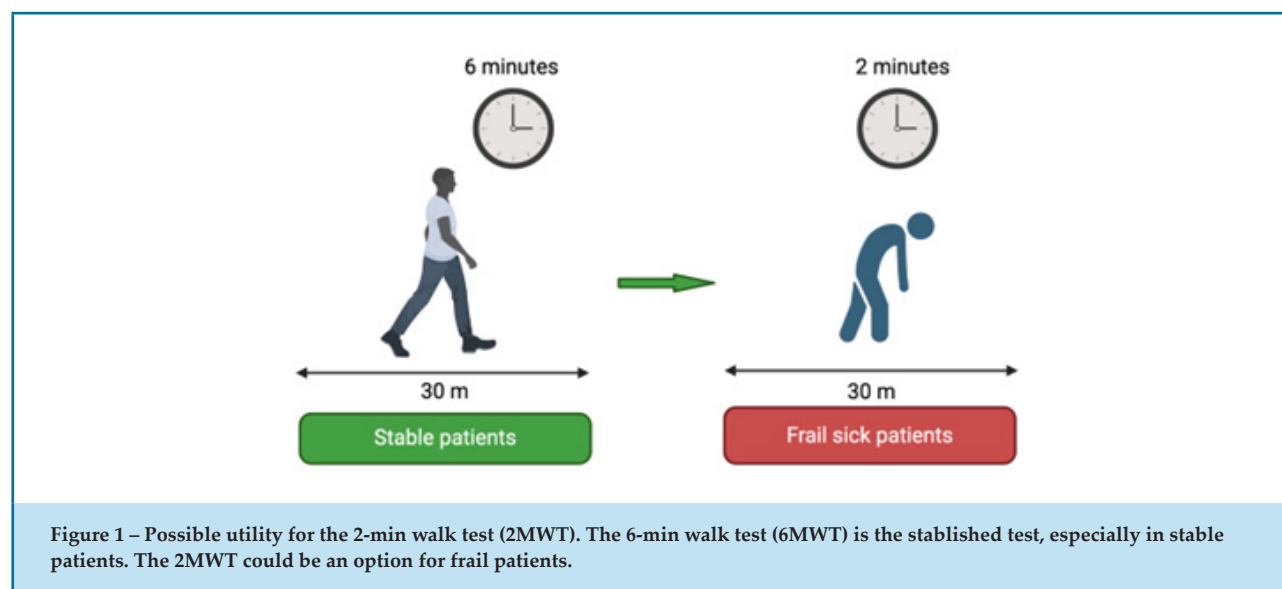 6 minutes
2 minutes
30 m
30 m
Stable patients
Frail sick patients
Figure 1 – Possible utility for the 2-min walk test (2MWT). The 6-min walk test (6MWT) is the stablished test, especially in stable
patients. The 2MWT could be an option for frail patients.